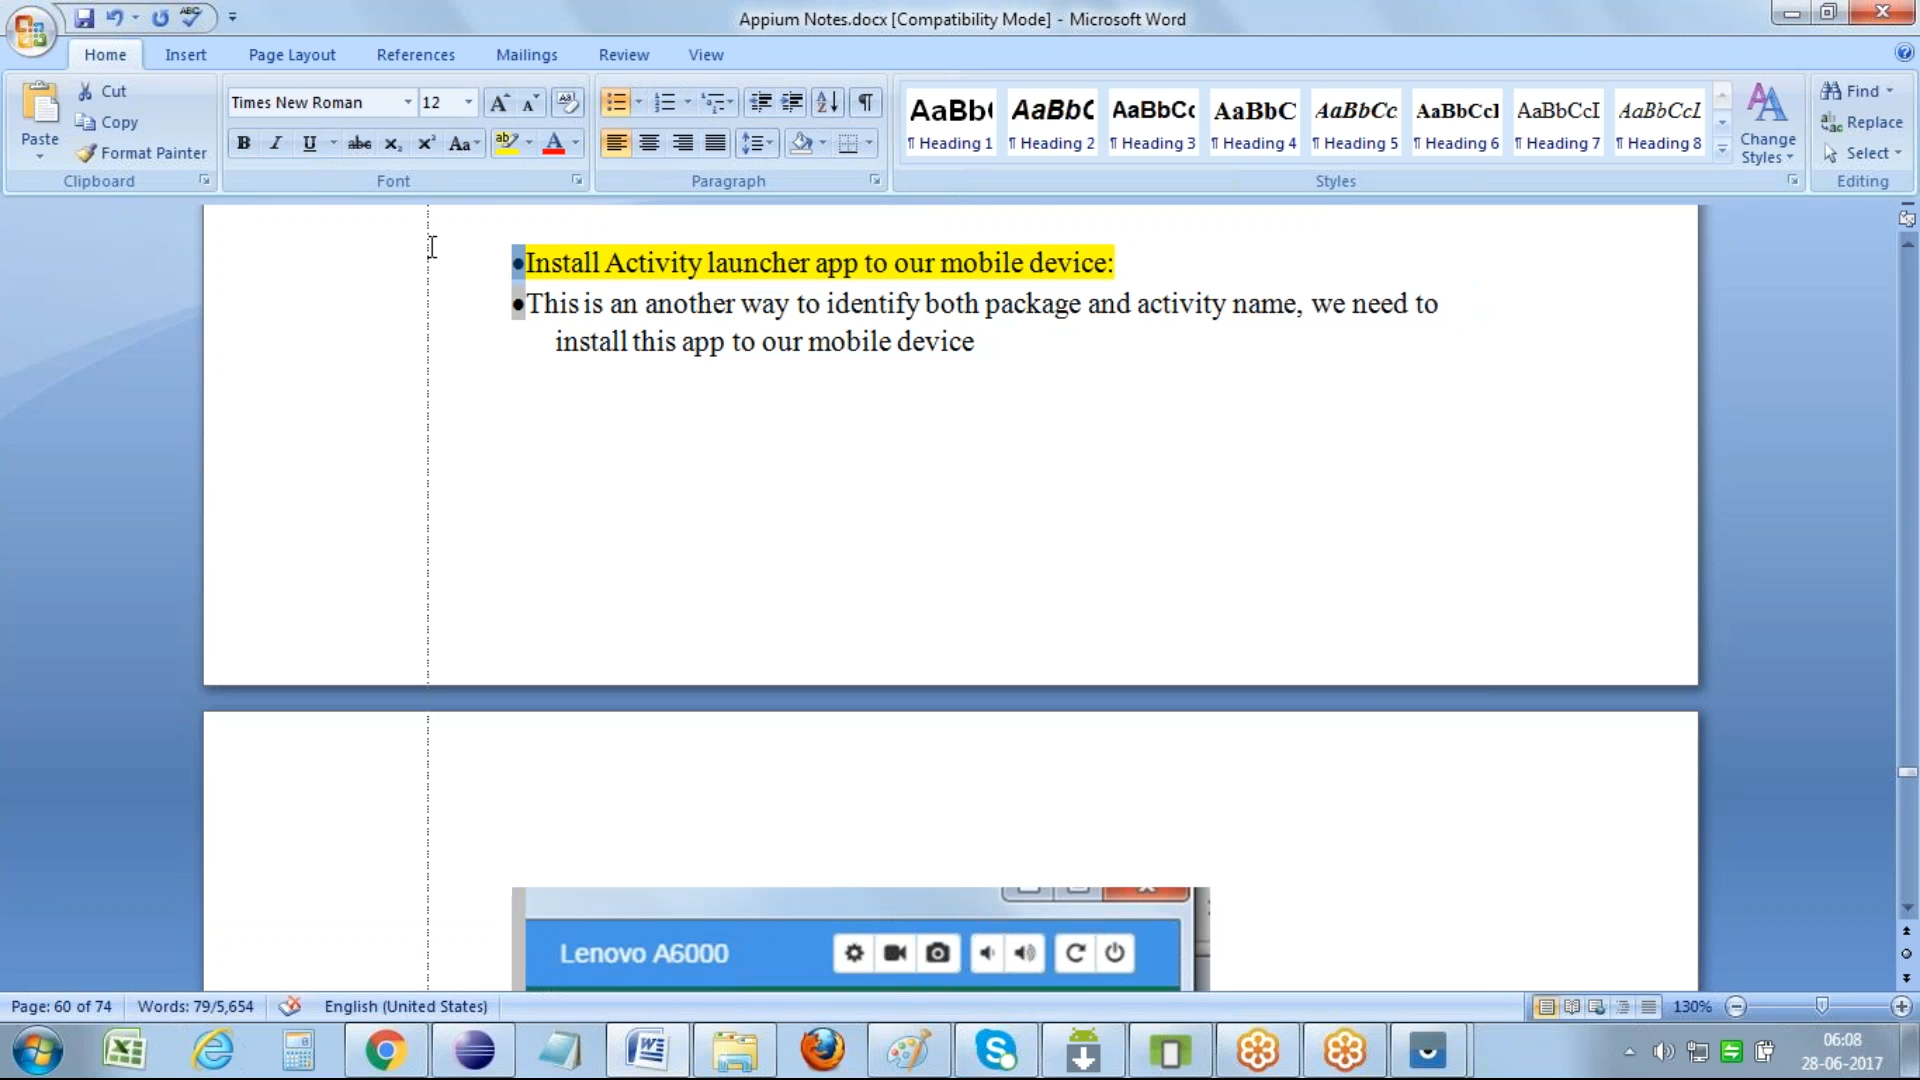 Appium Notes.docx [Compatibility Mode] - Microsoft Word
Home Insert Page Layout References Mailings Review View
Paste
Cut
Copy
Format Painter
Clipboard
Times New Roman 12
Font
Paragraph
AaBb( AaBbC AaBbCc AaBbC AaBbCc AaBbCcI AaBbCcI AaBbCcL
¶ Heading 1 ¶ Heading 2 ¶ Heading 3 ¶ Heading 4 ¶ Heading 5 ¶ Heading 6 ¶ Heading 7 ¶ Heading 8
Styles
Change
Styles
Find
Replace
Select
Editing
•Install Activity launcher app to our mobile device:
•This is an another way to identify both package and activity name, we need to
install this app to our mobile device
Lenovo A6000
Page: 60 of 74 Words: 79/5,654 English (United States) 130%
06:08
28-06-2017